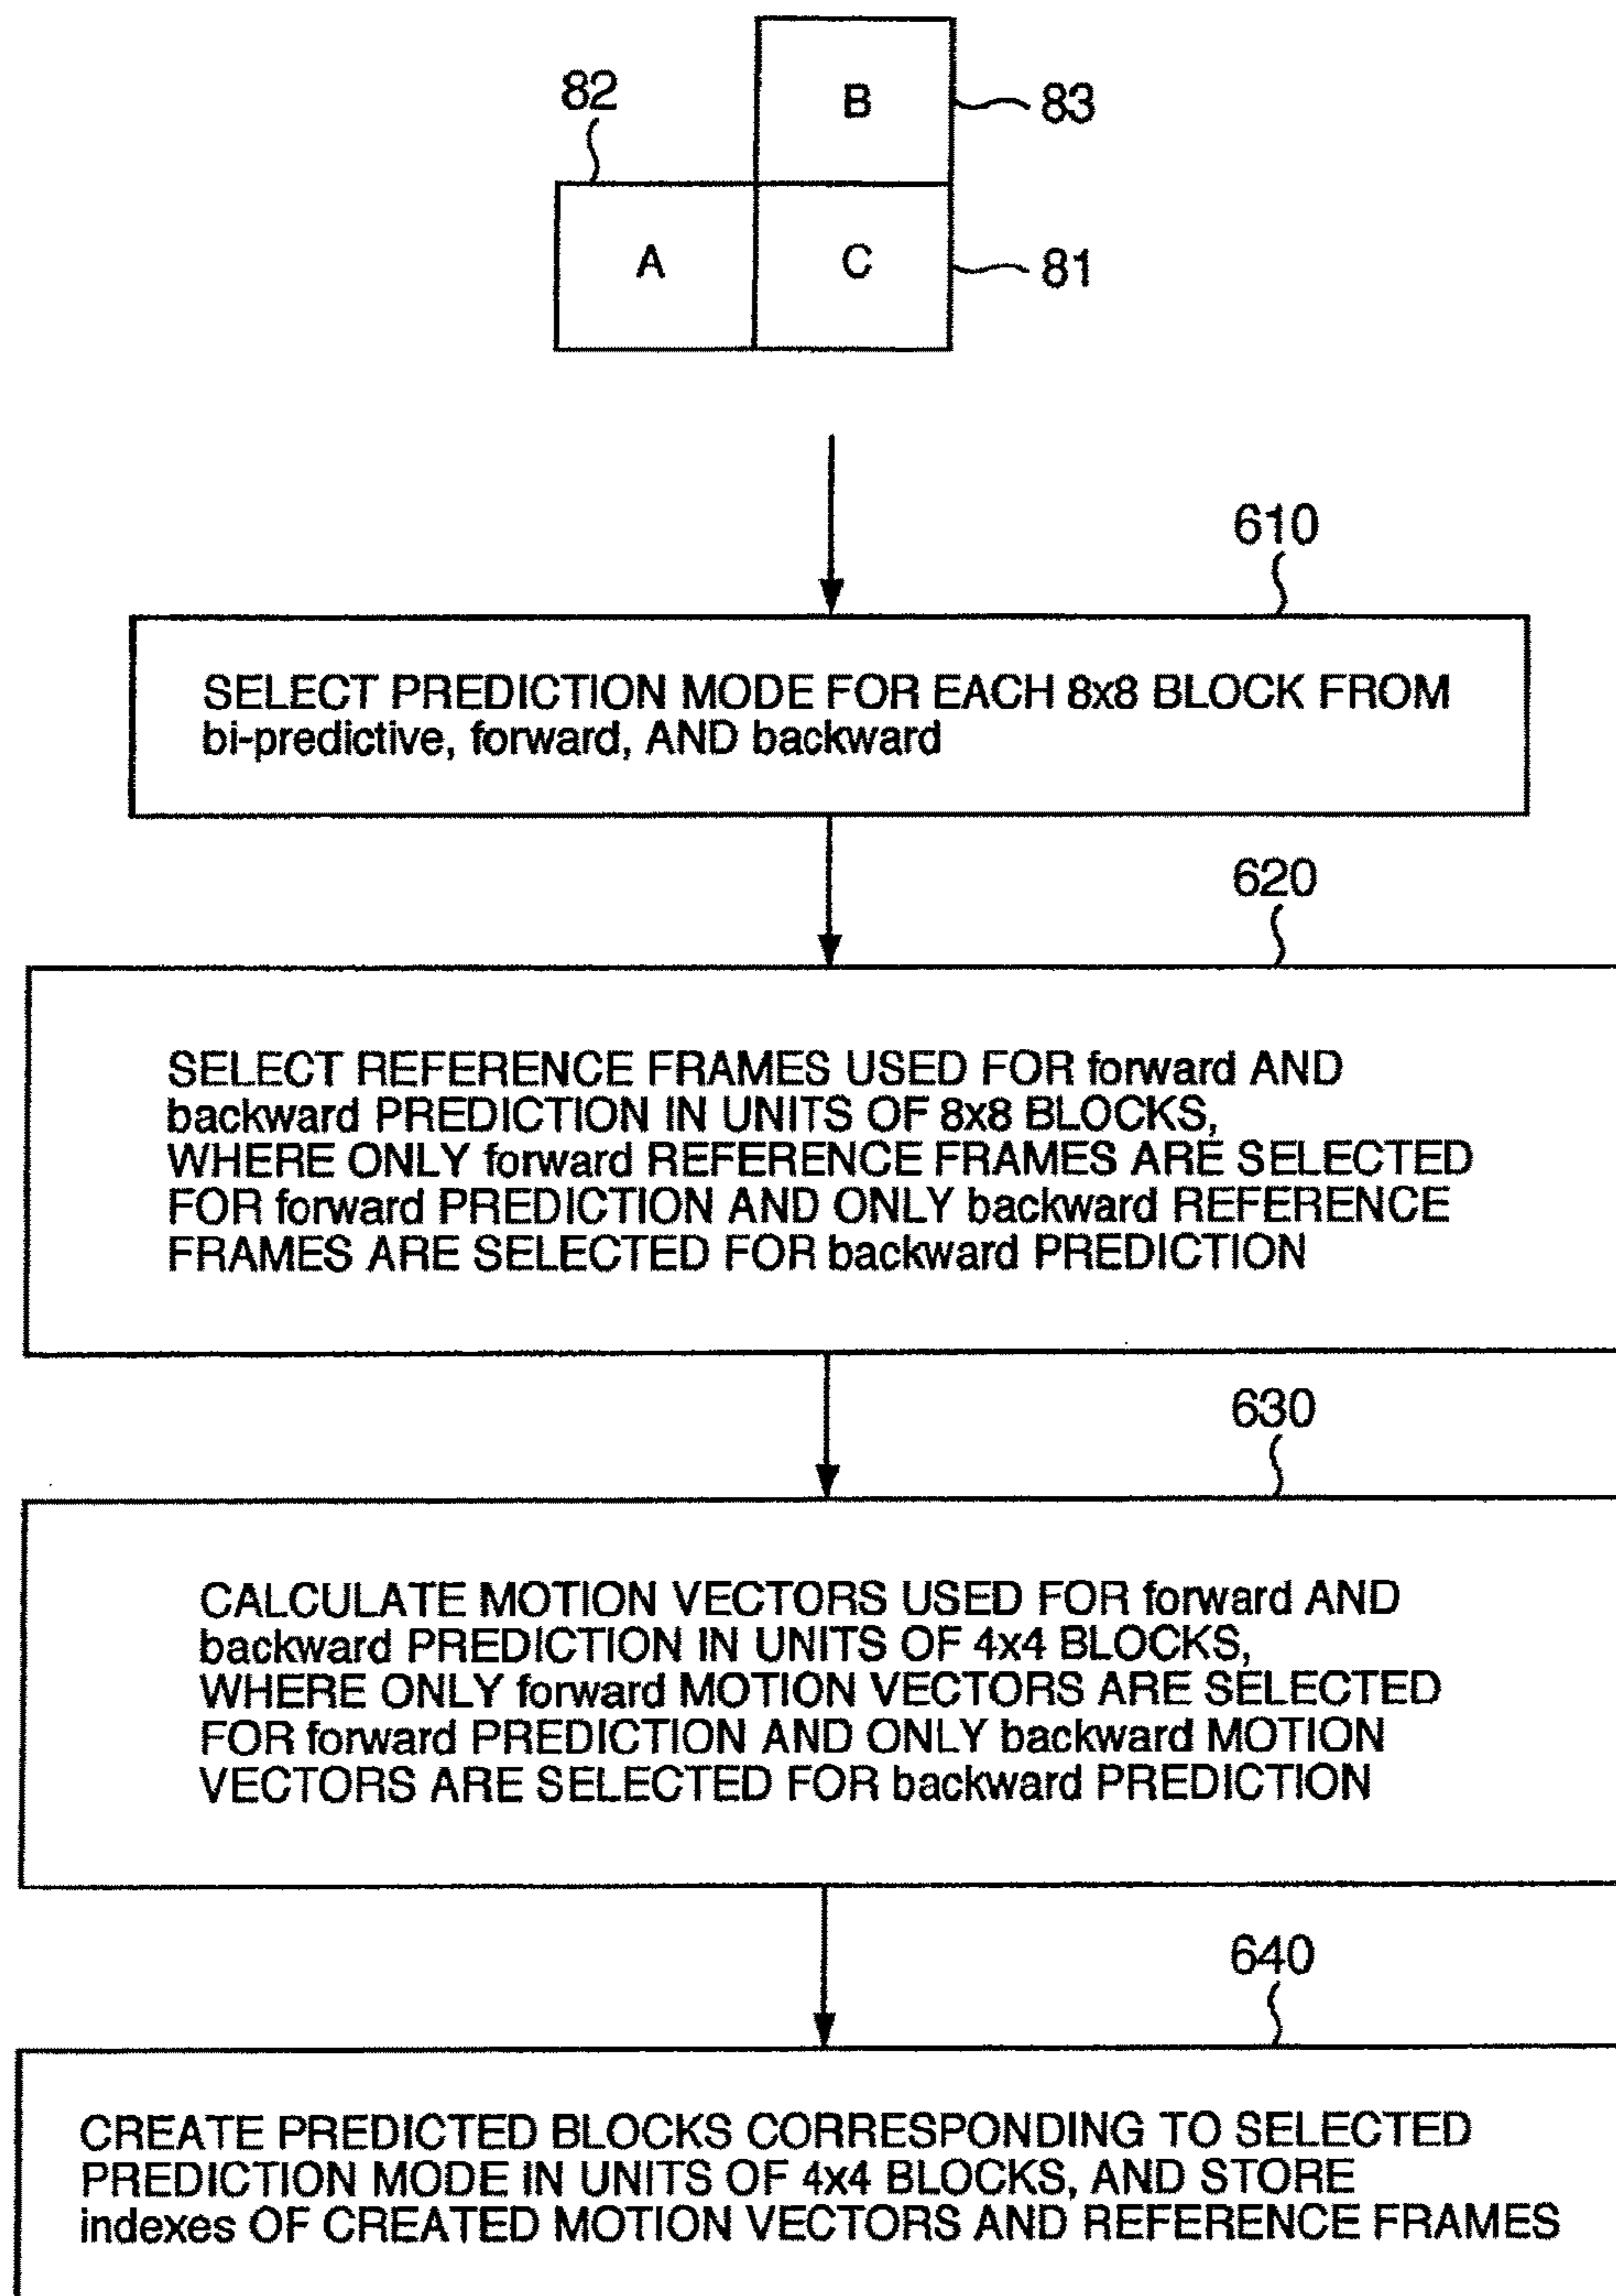 B
83
82
A
C
81
610
SELECT PREDICTION MODE FOR EACH 8x8 BLOCK FROM
bi-predictive, forward, AND backward
620
SELECT REFERENCE FRAMES USED FOR forward AND
backward PREDICTION IN UNITS OF 8x8 BLOCKS,
WHERE ONLY forward REFERENCE FRAMES ARE SELECTED
FOR forward PREDICTION AND ONLY backward REFERENCE
FRAMES ARE SELECTED FOR backward PREDICTION
630
CALCULATE MOTION VECTORS USED FOR forward AND
backward PREDICTION IN UNITS OF 4x4 BLOCKS,
WHERE ONLY forward MOTION VECTORS ARE SELECTED
FOR forward PREDICTION AND ONLY backward MOTION
VECTORS ARE SELECTED FOR backward PREDICTION
640
CREATE PREDICTED BLOCKS CORRESPONDING TO SELECTED
PREDICTION MODE IN UNITS OF 4x4 BLOCKS, AND STORE
indexes OF CREATED MOTION VECTORS AND REFERENCE FRAMES